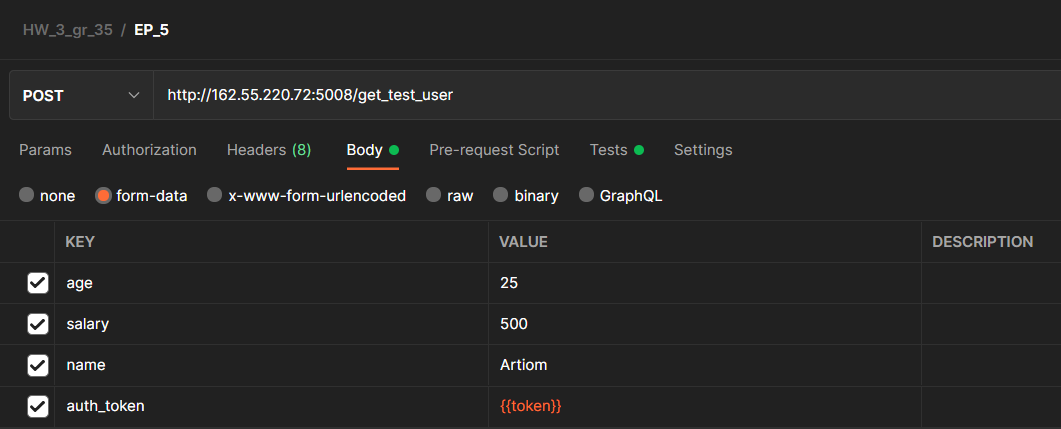 HW_3_gr_35 / EP_5
POST http://162.55.220.72:5008/get_test_user
Params Authorization Headers (8) Body Pre-request Script Tests Settings
none form-data x-www-form-urlencoded raw binary GraphQL
KEY VALUE DESCRIPTION
age 25
salary 500
name Artiom
auth_token {{token}}